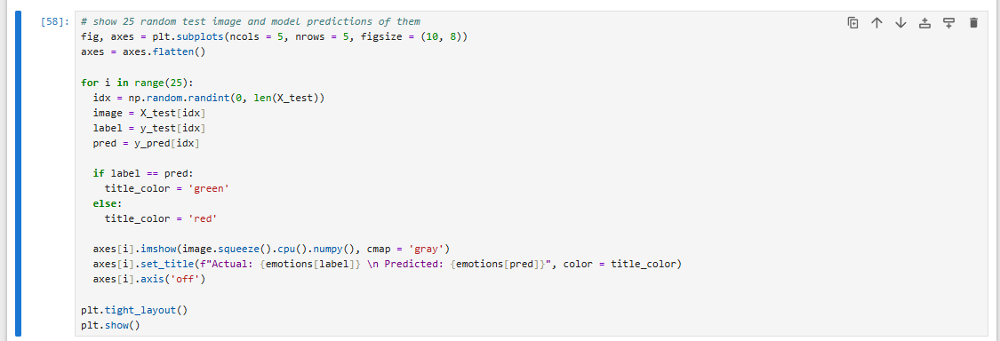 [58]: # show 25 random test image and model predictions of them
fig, axes = plt.subplots(ncols = 5, nrows = 5, figsize = (10, 8))
axes = axes.flatten()

for i in range(25):
  idx = np.random.randint(0, len(X_test))
  image = X_test[idx]
  label = y_test[idx]
  pred = y_pred[idx]

  if label == pred:
    title_color = 'green'
  else:
    title_color = 'red'

  axes[i].imshow(image.squeeze().cpu().numpy(), cmap = 'gray')
  axes[i].set_title(f"Actual: {emotions[label]} \n Predicted: {emotions[pred]}", color = title_color)
  axes[i].axis('off')

plt.tight_layout()
plt.show()